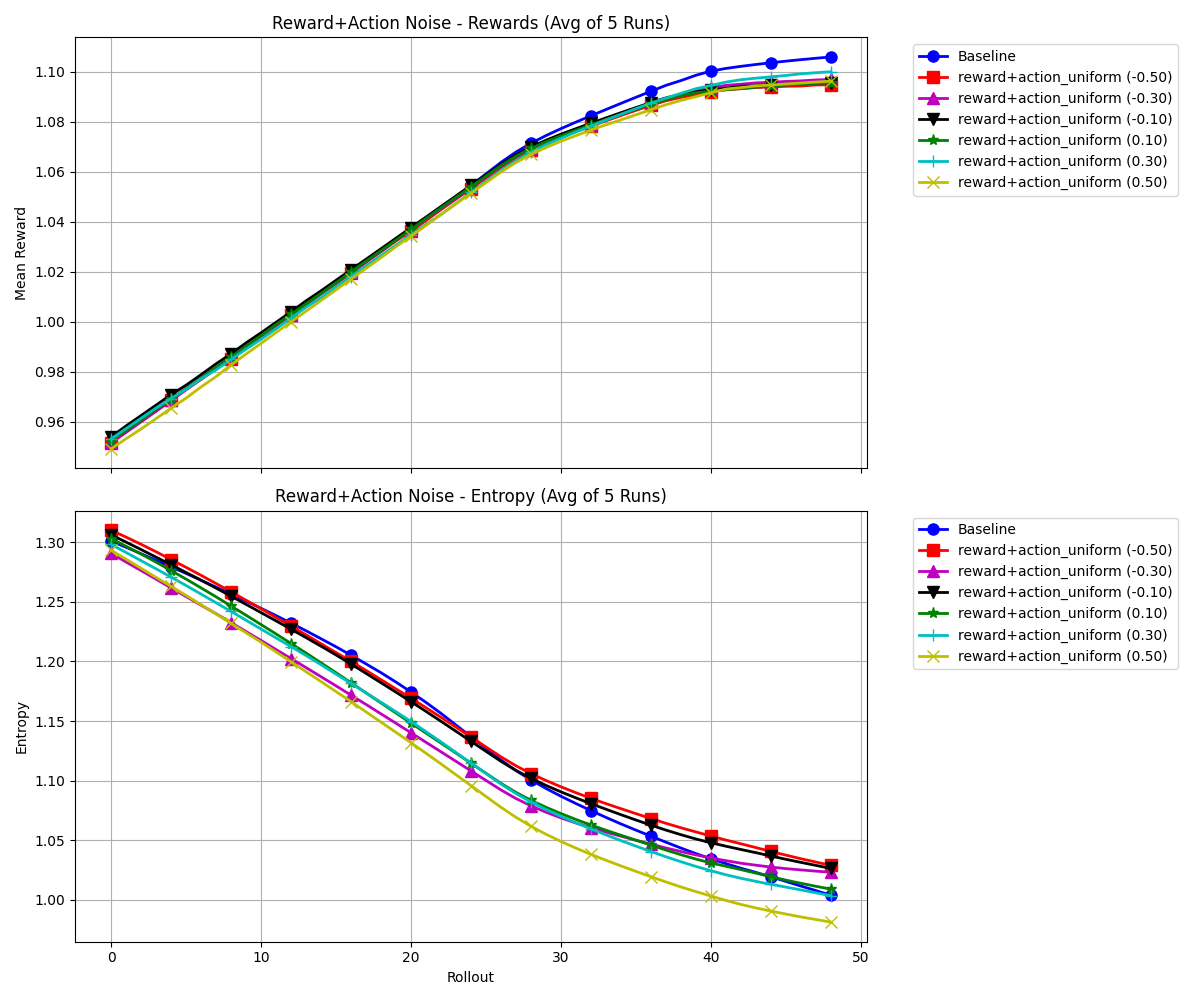 Reward+Action Noise - Rewards (Avg of 5 Runs)
Mean Reward
1.10
1.08
1.06
1.04
1.02
1.00
0.98
0.96
Baseline
reward+action_uniform (-0.50)
reward+action_uniform (-0.30)
reward+action_uniform (-0.10)
reward+action_uniform (0.10)
reward+action_uniform (0.30)
reward+action_uniform (0.50)
Reward+Action Noise - Entropy (Avg of 5 Runs)
Entropy
1.30
1.25
1.20
1.15
1.10
1.05
1.00
0 10 20 30 40 50
Rollout
Baseline
reward+action_uniform (-0.50)
reward+action_uniform (-0.30)
reward+action_uniform (-0.10)
reward+action_uniform (0.10)
reward+action_uniform (0.30)
reward+action_uniform (0.50)